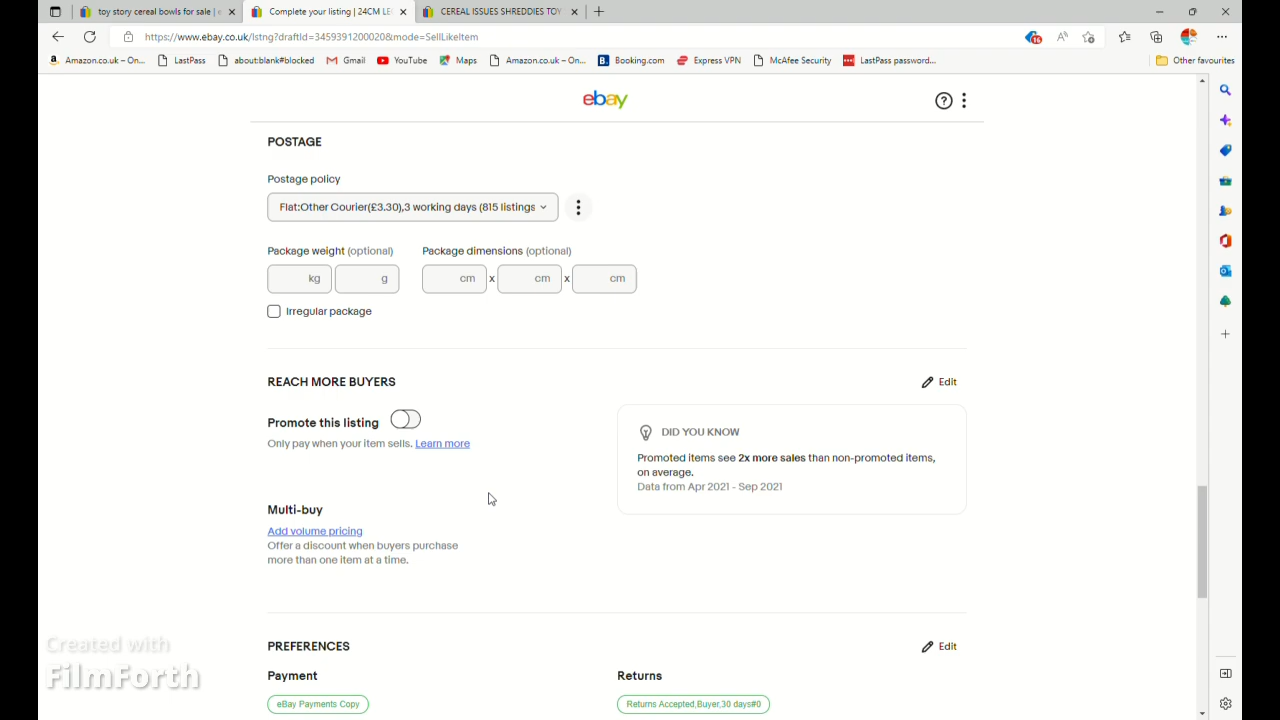 toy story cereal bowls for sale | e
Complete your listing | 24CM LE
CEREAL ISSUES SHREDDIES TOY
https://www.ebay.co.uk/lstng?draftId=34593912000020&mode=SellLikeItem
16
Amazon.co.uk – On...
LastPass
about:blank#blocked
Gmail
YouTube
Maps
Amazon.co.uk – On...
Booking.com
Express VPN
McAfee Security
LastPass password...
Other favourites
ebay
POSTAGE
Postage policy
Flat:Other Courier(£3.30),3 working days (815 listings
Package weight (optional)
Package dimensions (optional)
kg
g
cm x cm x cm
Irregular package
REACH MORE BUYERS
Edit
Promote this listing
Only pay when your item sells. Learn more
DID YOU KNOW
Promoted items see 2x more sales than non-promoted items,
on average.
Data from Apr 2021 - Sep 2021
Multi-buy
Add volume pricing
Offer a discount when buyers purchase
more than one item at a time.
PREFERENCES
Edit
Payment
Returns
eBay Payments Copy
Returns Accepted,Buyer,30 days#0
Created with
FilmForth